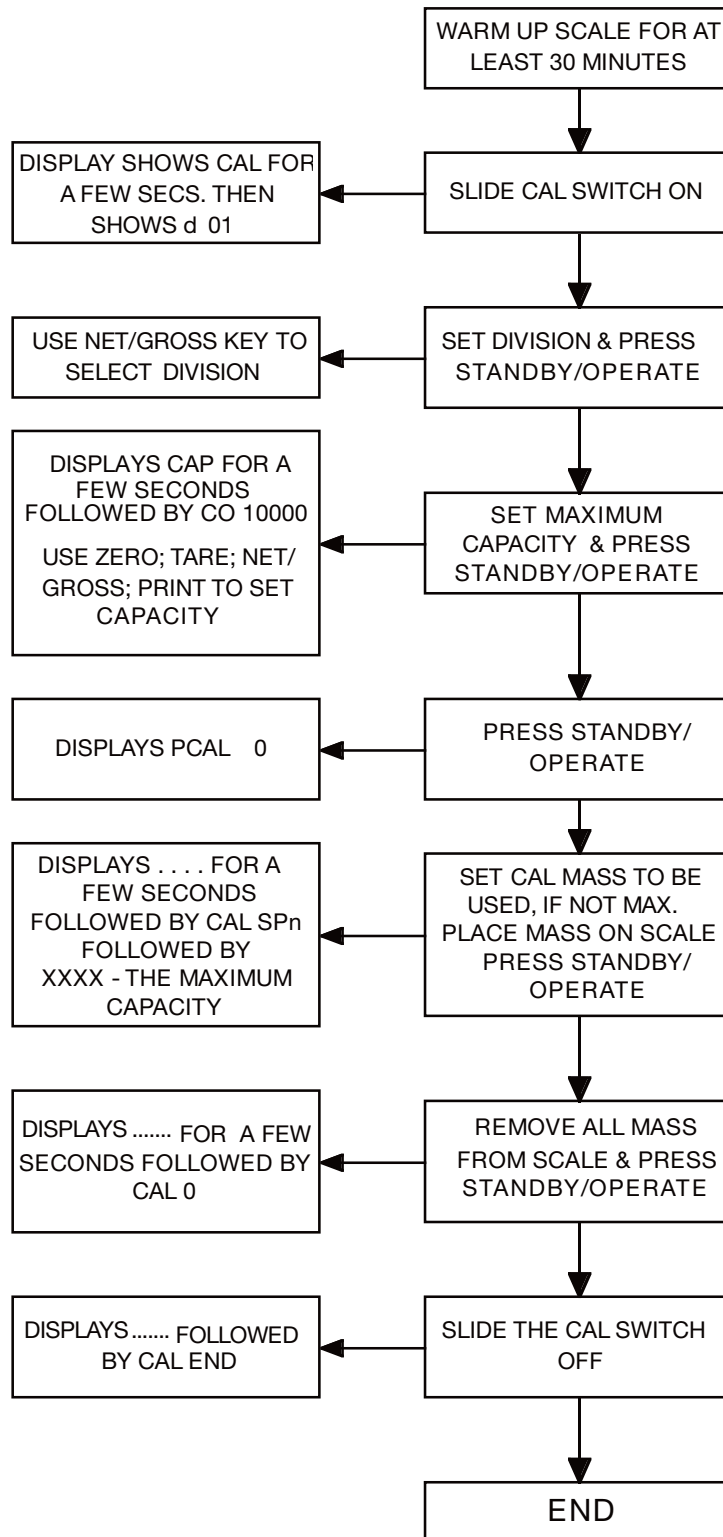 WARM UP SCALE FOR AT
LEAST 30 MINUTES
DISPLAY SHOWS CAL FOR
A FEW SECS. THEN
SHOWS d 01
SLIDE CAL SWITCH ON
USE NET/GROSS KEY TO
SELECT DIVISION
SET DIVISION & PRESS
STANDBY/OPERATE
DISPLAYS CAP FOR A
FEW SECONDS
FOLLOWED BY CO 10000
USE ZERO; TARE; NET/
GROSS; PRINT TO SET
CAPACITY
SET MAXIMUM
CAPACITY & PRESS
STANDBY/OPERATE
DISPLAYS PCAL 0
PRESS STANDBY/
OPERATE
DISPLAYS . . . . FOR A
FEW SECONDS
FOLLOWED BY CAL SPn
FOLLOWED BY
XXXX - THE MAXIMUM
CAPACITY
SET CAL MASS TO BE
USED, IF NOT MAX.
PLACE MASS ON SCALE
PRESS STANDBY/
OPERATE
DISPLAYS ....... FOR A FEW
SECONDS FOLLOWED BY
CAL 0
REMOVE ALL MASS
FROM SCALE & PRESS
STANDBY/OPERATE
DISPLAYS ....... FOLLOWED
BY CAL END
SLIDE THE CAL SWITCH
OFF
END